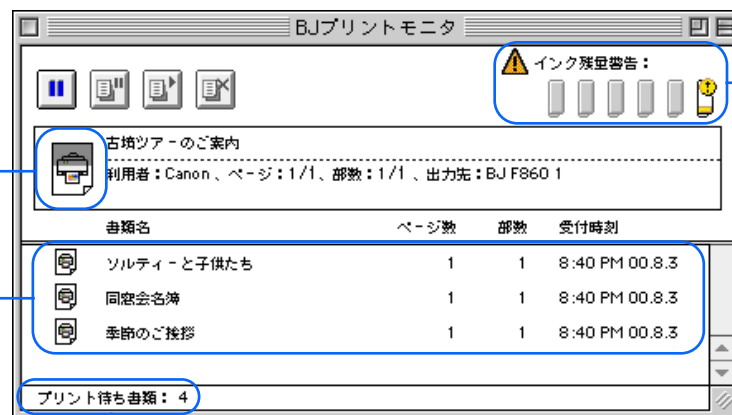 BJプリントモニタ
インク残量警告：
古墳ツアーのご案内
利用者：Canon、ページ：1/1、部数：1/1、出力先：BJ F860 1
書類名 ページ数 部数 受付時刻
ソルティーと子供たち 1 1 8:40 PM 00.8.3
同窓会名簿 1 1 8:40 PM 00.8.3
季節のご挨拶 1 1 8:40 PM 00.8.3
プリント待ち書類： 4